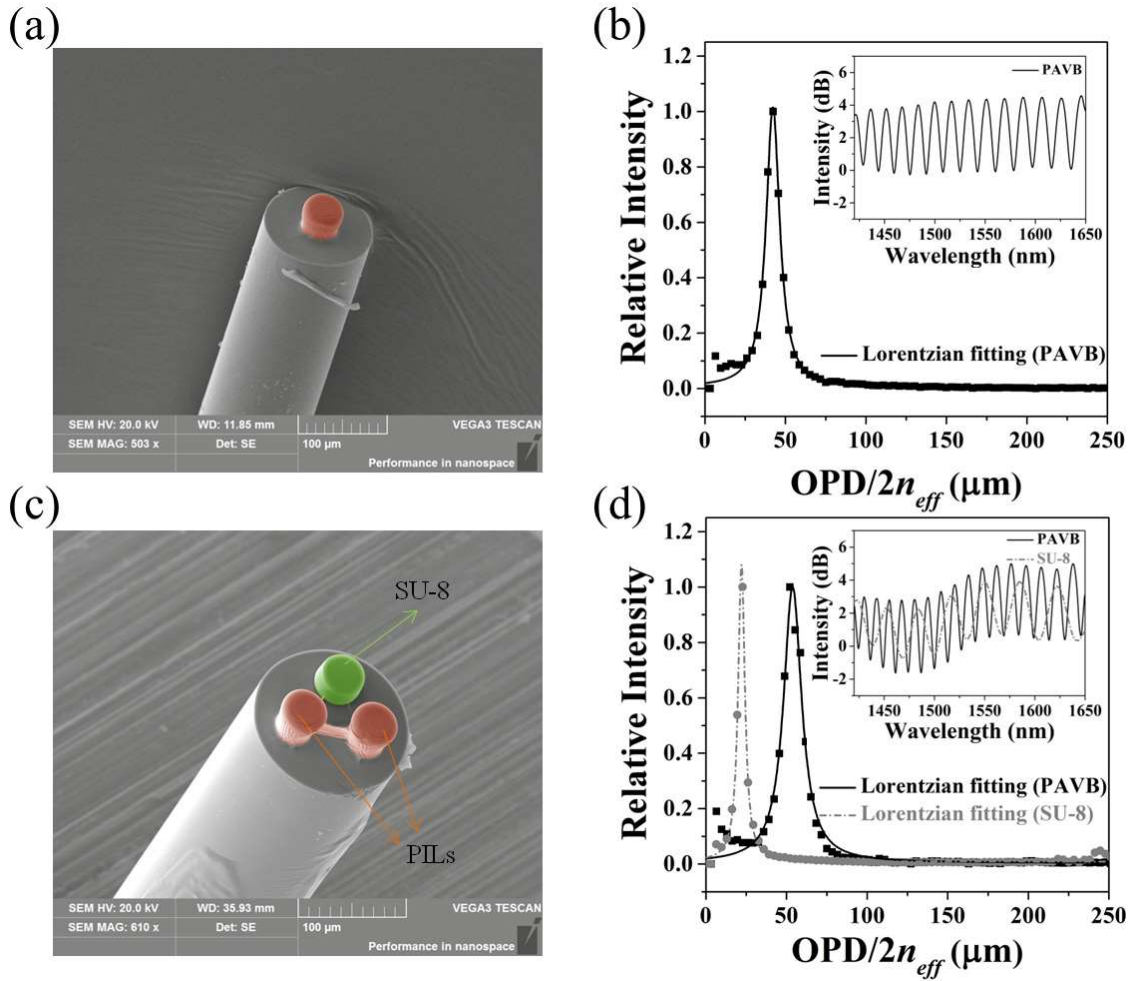 (a)
SEM HV: 20.0 kV
WD: 11.85 mm
VEGA3 TESCAN
SEM MAG: 503 x
Det: SE
100 µm
Performance in nanospace
(b)
1.2
1.0
0.8
0.6
0.4
0.2
0.0
Relative Intensity
0 50 100 150 200 250
OPD/2neff (µm)
Lorentzian fitting (PAVB)
PAVB
6
4
2
0
-2
Intensity (dB)
1450 1500 1550 1600 1650
Wavelength (nm)
(c)
SU-8
PILs
SEM HV: 20.0 kV
WD: 35.93 mm
VEGA3 TESCAN
SEM MAG: 610 x
Det: SE
100 µm
Performance in nanospace
(d)
1.2
1.0
0.8
0.6
0.4
0.2
0.0
Relative Intensity
0 50 100 150 200 250
OPD/2neff (µm)
Lorentzian fitting (PAVB)
Lorentzian fitting (SU-8)
PAVB
SU-8
6
4
2
0
-2
Intensity (dB)
1450 1500 1550 1600 1650
Wavelength (nm)